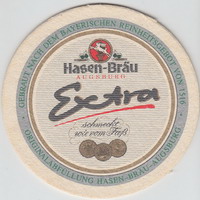 GEBRAUT NACH DEM BAYERISCHEN REINHEITSGEBOT VON 1516
Hasen-Bräu
AUGSBURG
Extra
schmeckt
wie vom Faß
ORIGINALABFÜLLUNG HASEN-BRÄU AUGSBURG